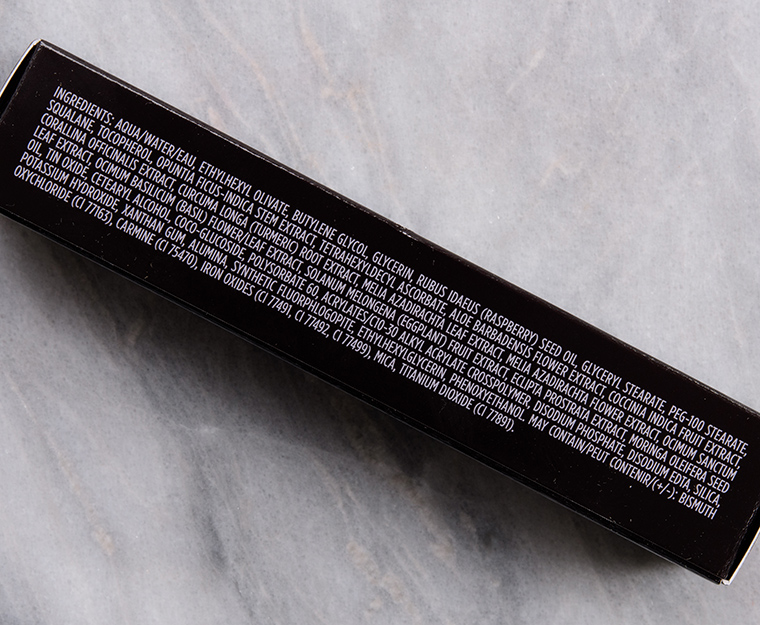 INGREDIENTS: AQUA/WATER/EAU, ETHYLHEXYL OLIVATE, BUTYLENE GLYCOL, GLYCERIN, RUBUS IDAEUS (RASPBERRY) SEED OIL, GLYCERYL STEARATE, PEG-100 STEARATE,
SQUALANE, TOCOPHEROL, OPUNTIA FICUS-INDICA STEM EXTRACT, TETRAHEXYLDECYL ASCORBATE, ALOE BARBADENSIS FLOWER EXTRACT, COCCINIA INDICA FRUIT EXTRACT,
CORALLINA OFFICINALIS EXTRACT, CURCUMA LONGA (TURMERIC) ROOT EXTRACT, MELIA AZADIRACHTA LEAF EXTRACT, MELIA AZADIRACHTA FLOWER EXTRACT, OCIMUM SANCTUM
LEAF EXTRACT, OCIMUM BASILICUM (BASIL) FLOWER/LEAF EXTRACT, SOLANUM MELONGENA (EGGPLANT) FRUIT EXTRACT, ECLIPTA PROSTRATA EXTRACT, MORINGA OLEIFERA SEED
OIL, TIN OXIDE, CETEARYL ALCOHOL, COCO-GLUCOSIDE, POLYSORBATE 60, ACRYLATES/C10-30 ALKYL ACRYLATE CROSSPOLYMER, DISODIUM PHOSPHATE, DISODIUM EDTA, SILICA,
POTASSIUM HYDROXIDE, XANTHAN GUM, ALUMINA, SYNTHETIC FLUORPHLOGOPITE, ETHYLHEXYLGLYCERIN, PHENOXYETHANOL. MAY CONTAIN/PEUT CONTENIR/(+/-): BISMUTH
OXYCHLORIDE (CI 77163), CARMINE (CI 75470), IRON OXIDES (CI 77491, CI 77492, CI 77499), MICA, TITANIUM DIOXIDE (CI 77891).